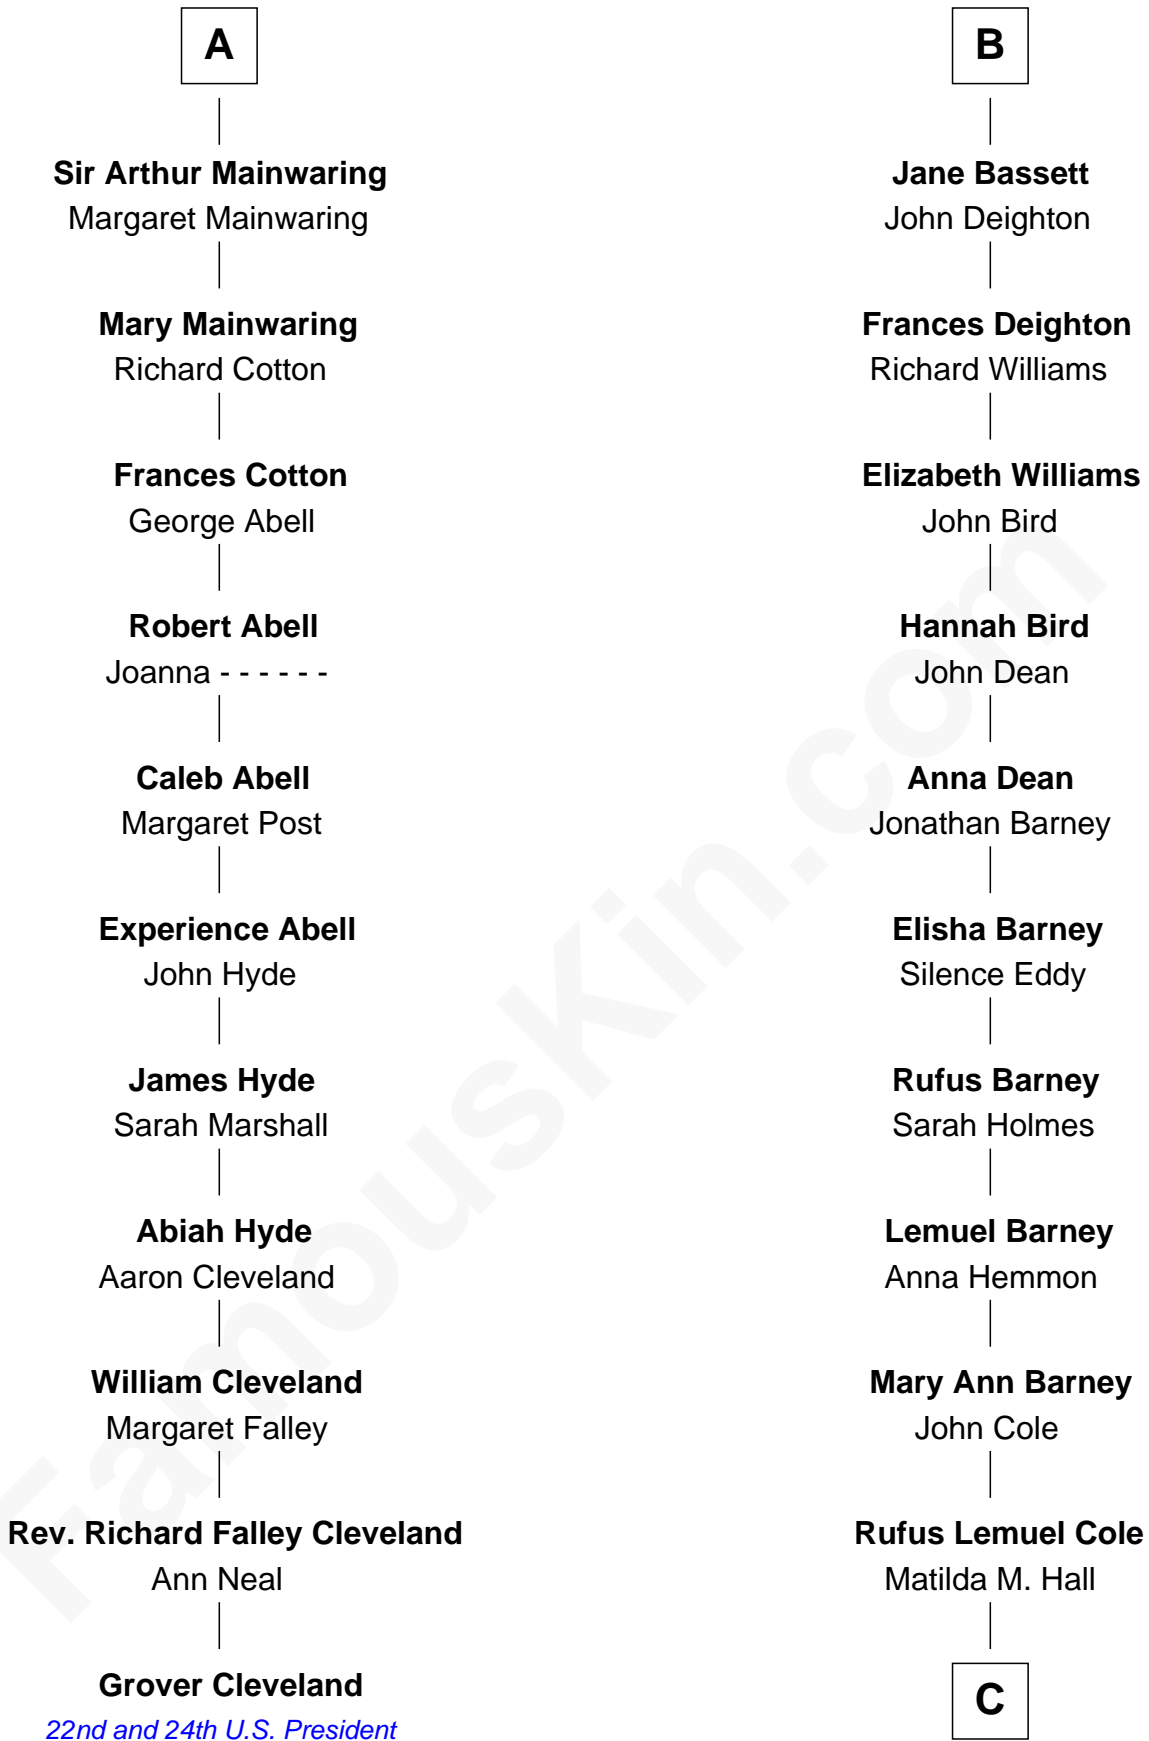 A
Sir Arthur Mainwaring
Margaret Mainwaring
Mary Mainwaring
Richard Cotton
Frances Cotton
George Abell
Robert Abell
Joanna - - - - - -
Caleb Abell
Margaret Post
Experience Abell
John Hyde
James Hyde
Sarah Marshall
Abiah Hyde
Aaron Cleveland
William Cleveland
Margaret Falley
Rev. Richard Falley Cleveland
Ann Neal
Grover Cleveland
22nd and 24th U.S. President
B
Jane Bassett
John Deighton
Frances Deighton
Richard Williams
Elizabeth Williams
John Bird
Hannah Bird
John Dean
Anna Dean
Jonathan Barney
Elisha Barney
Silence Eddy
Rufus Barney
Sarah Holmes
Lemuel Barney
Anna Hemmon
Mary Ann Barney
John Cole
Rufus Lemuel Cole
Matilda M. Hall
C
FamousKin.com